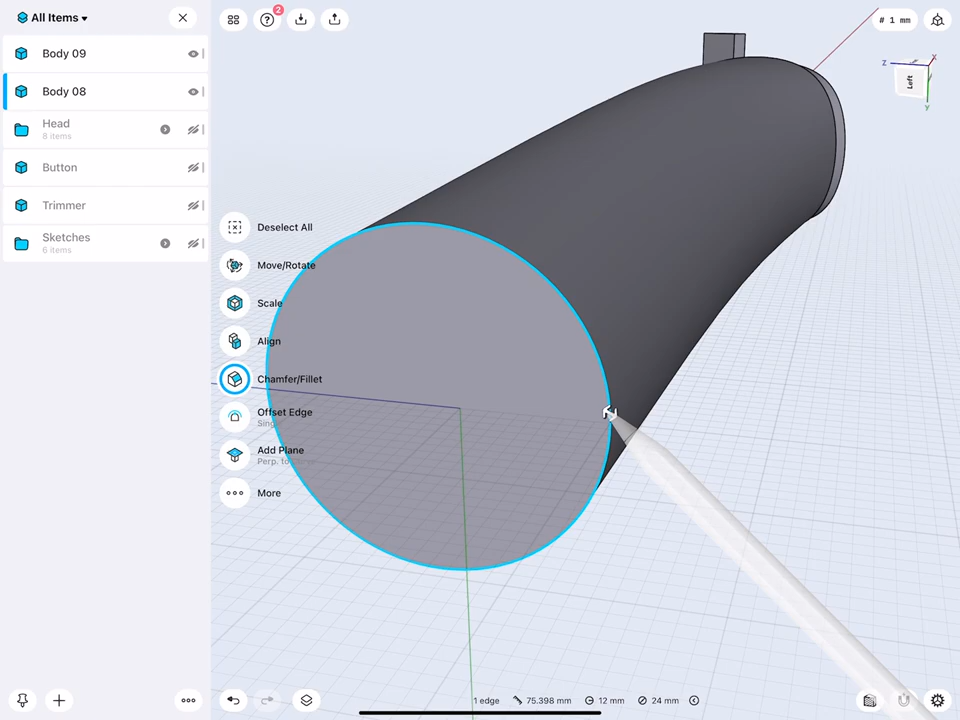 All Items
2
# 1 mm
Body 09
Body 08
Head
8 items
Button
Trimmer
Sketches
6 items
Z
X
Left
Y
Deselect All
Move/Rotate
Scale
Align
Chamfer/Fillet
Offset Edge
Add Plane
Perp. to
More
1 edge
75.398 mm
12 mm
24 mm